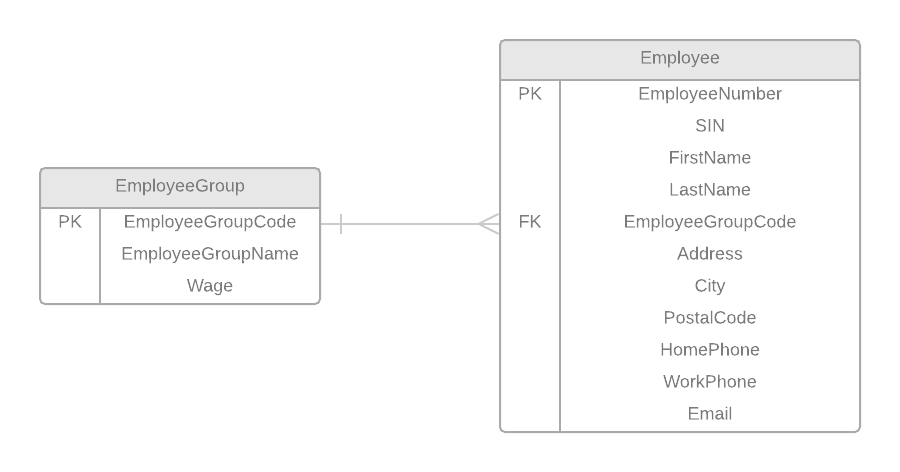 EmployeeGroup
PK EmployeeGroupCode
EmployeeGroupName
Wage
Employee
PK EmployeeNumber
SIN
FirstName
LastName
FK EmployeeGroupCode
Address
City
PostalCode
HomePhone
WorkPhone
Email